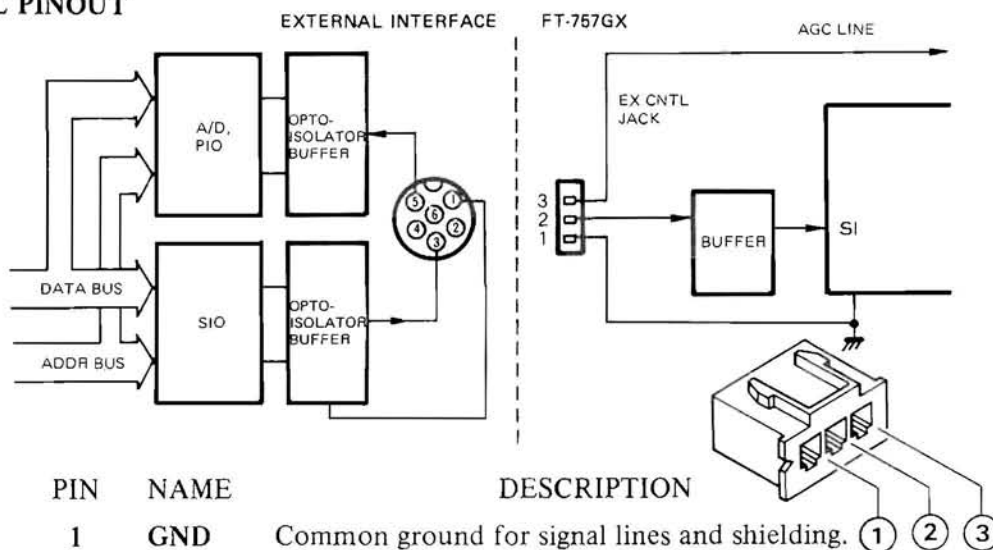 PINOUT
EXTERNAL INTERFACE
FT-757GX
AGC LINE
A/D,
PIO
OPTO-
ISOLATOR
BUFFER
EX CNTL
JACK
5
1
6
4
2
3
3
2
1
BUFFER
SI
DATA BUS
SIO
OPTO-
ISOLATOR
BUFFER
ADDR BUS
PIN NAME DESCRIPTION
1 GND Common ground for signal lines and shielding.
1 2 3